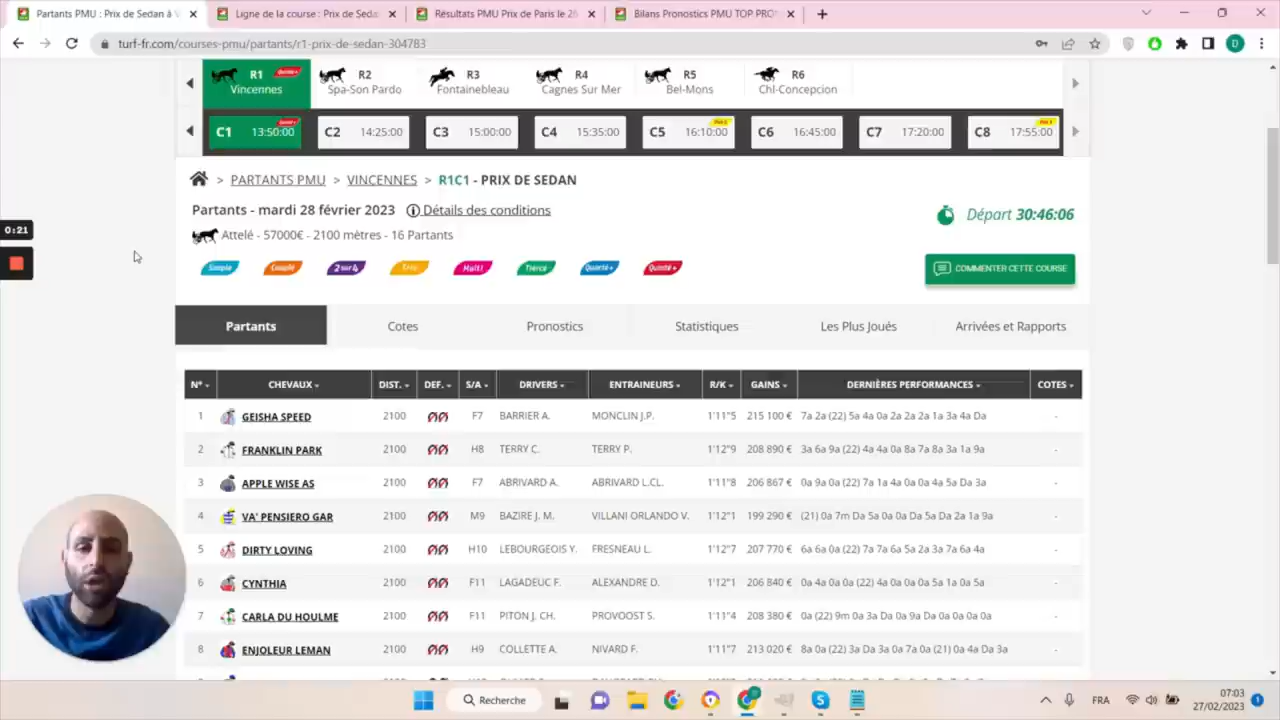 Partants PMU : Prix de Sedan à V
Ligne de la course : Prix de Seda
Résultats PMU Prix de Paris le 26
Bilans Pronostics PMU TOP PRO
turf-fr.com/courses-pmu/partants/r1-prix-de-sedan-304783
R1 Quinté+ R2 R3 R4 R5 R6
Vincennes Spa-Son Pardo Fontainebleau Cagnes Sur Mer Bel-Mons Chl-Concepcion
C1 13:50:00 C2 14:25:00 C3 15:00:00 C4 15:35:00 C5 16:10:00 C6 16:45:00 C7 17:20:00 C8 17:55:00
> PARTANTS PMU > VINCENNES > R1C1 - PRIX DE SEDAN
Partants - mardi 28 février 2023 Détails des conditions
Départ 30:46:06
0:21
Attelé - 57000€ - 2100 mètres - 16 Partants
Simple Couplé 2sur4 Trio Multi Tiercé Quarté+ Quinté+
COMMENTER CETTE COURSE
Partants Cotes Pronostics Statistiques Les Plus Joués Arrivées et Rapports
N° CHEVAUX DIST. DEF. S/A DRIVERS ENTRAINEURS R/K GAINS DERNIÈRES PERFORMANCES COTES
1 GEISHA SPEED 2100 F7 BARRIER A. MONCLIN J.P. 1'11"5 215 100 € 7a 2a (22) 5a 4a 0a 2a 2a 2a 1a 3a 4a Da -
2 FRANKLIN PARK 2100 H8 TERRY C. TERRY P. 1'12"9 208 890 € 3a 6a 9a (22) 4a 4a 0a 8a 7a 8a 3a 1a 9a -
3 APPLE WISE AS 2100 F7 ABRIVARD A. ABRIVARD L.CL. 1'11"8 206 867 € 0a 9a 0a (22) 7a 1a 4a 0a 0a 4a 5a Da 3a -
4 VA' PENSIERO GAR 2100 M9 BAZIRE J. M. VILLANI ORLANDO V. 1'12"1 199 290 € (21) 0a 7m Da 5a 0a 0a Da 5a Da 2a 1a 9a -
5 DIRTY LOVING 2100 H10 LEBOURGEOIS Y. FRESNEAU L. 1'12"7 207 770 € 6a 6a 0a (22) 7a 7a 6a 5a 2a 3a 7a 6a 4a -
6 CYNTHIA 2100 F11 LAGADEUC F. ALEXANDRE D. 1'12"1 206 840 € 0a 4a 0a 0a (22) 4a 0a 0a 0a 5a 1a 0a 5a -
7 CARLA DU HOULME 2100 F11 PITON J. CH. PROVOOST S. 1'11"4 208 380 € 0a (22) 9m 0a 3a Da 0a 9a Da 0a 0a 0a 0a -
8 ENJOLEUR LEMAN 2100 H9 COLLETTE A. NIVARD F. 1'11"7 213 020 € 8a 0a (22) 3a Da 3a 0a 7a 0a (21) 0a 4a Da 3a -
Recherche
FRA
07:03
27/02/2023